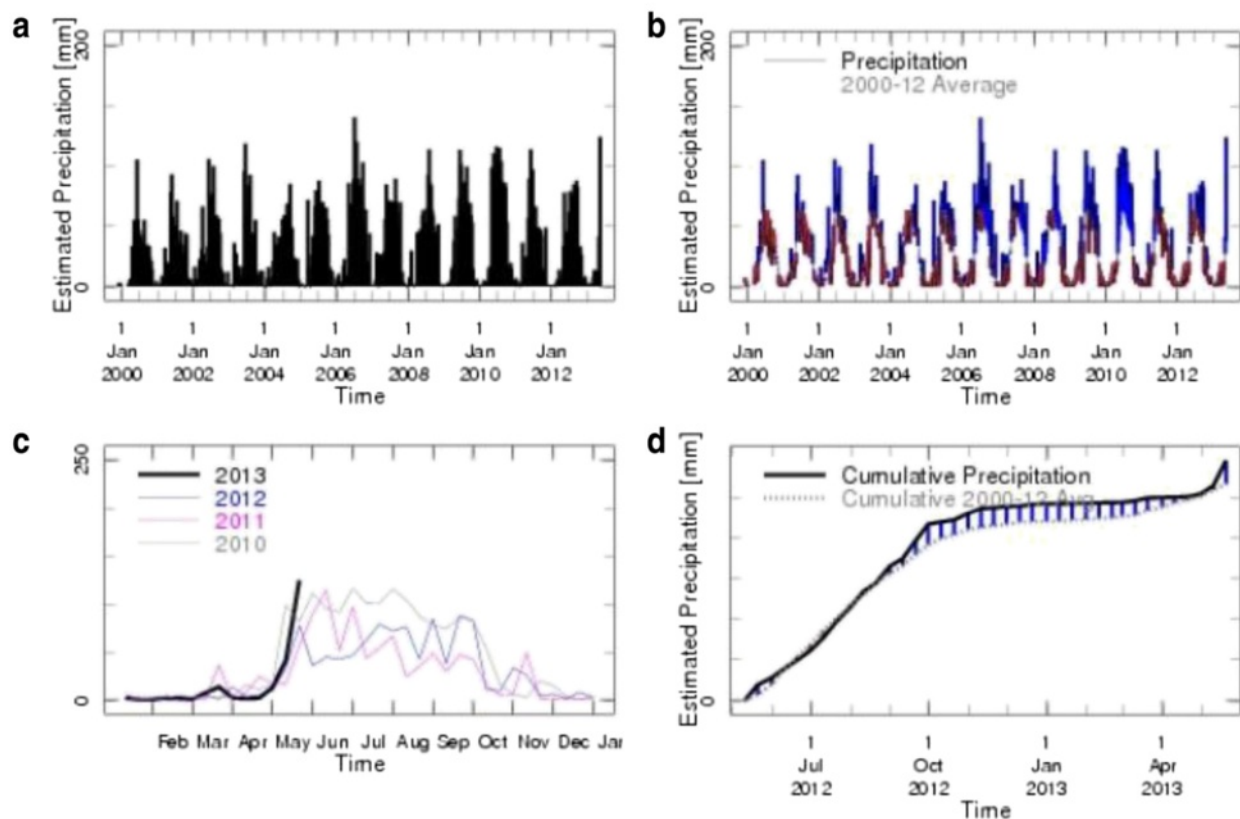 a
Estimated Precipitation [mm]
200
0
1 1 1 1 1 1 1
Jan Jan Jan Jan Jan Jan Jan
2000 2002 2004 2006 2008 2010 2012
Time
b
Estimated Precipitation [mm]
200
0
Precipitation
2000-12 Average
1 1 1 1 1 1 1
Jan Jan Jan Jan Jan Jan Jan
2000 2002 2004 2006 2008 2010 2012
Time
c
250
0
2013
2012
2011
2010
Feb Mar Apr May Jun Jul Aug Sep Oct Nov Dec Jan
Time
d
Estimated Precipitation [mm]
0
Cumulative Precipitation
Cumulative 2000-12 Avg
1 1 1 1
Jul Oct Jan Apr
2012 2012 2013 2013
Time